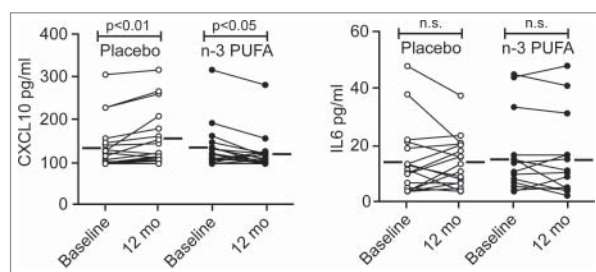 p<0.01 p<0.05
Placebo n-3 PUFA
CXCL10 pg/ml
400
300
200
100
0
Baseline 12 mo Baseline 12 mo
n.s. n.s.
Placebo n-3 PUFA
IL6 pg/ml
60
40
20
0
Baseline 12 mo Baseline 12 mo